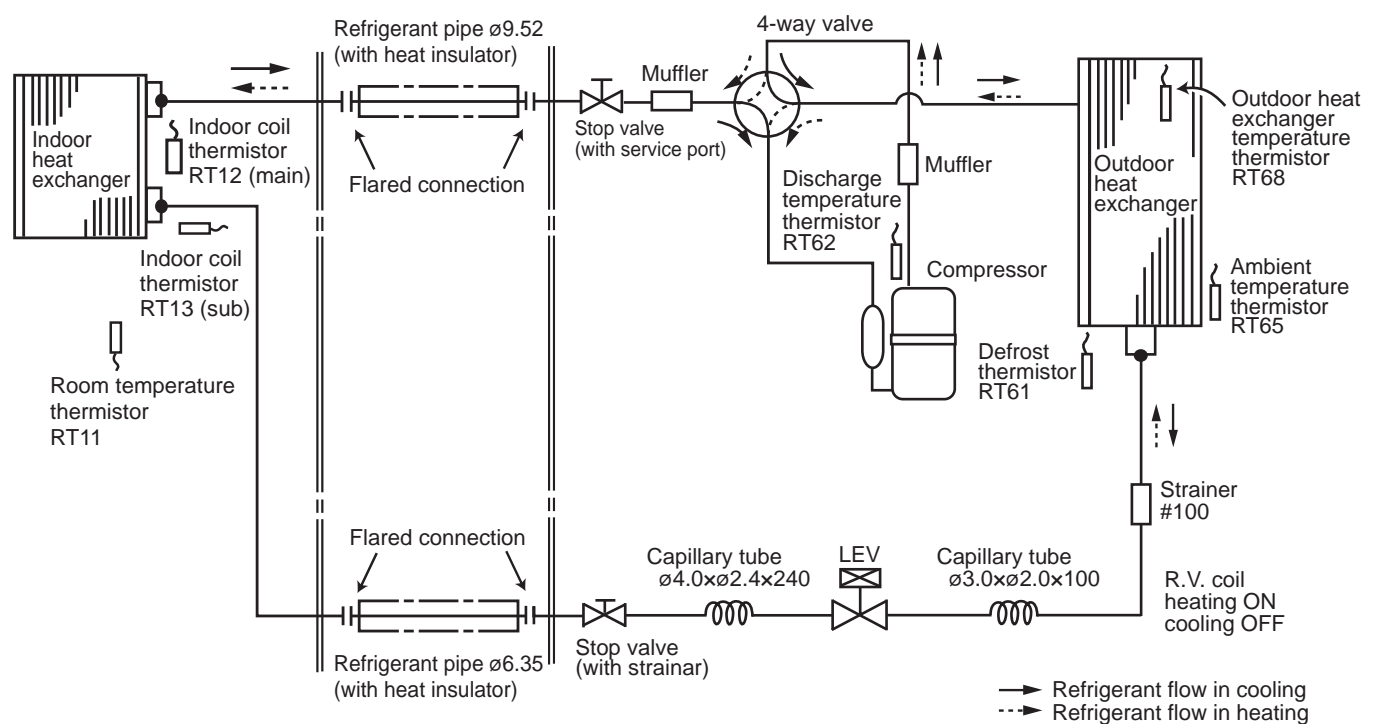 Refrigerant pipe ø9.52
(with heat insulator)
4-way valve
Muffler
Stop valve
(with service port)
Indoor
heat
exchanger
Indoor coil
thermistor
RT12 (main)
Flared connection
Muffler
Discharge
temperature
thermistor
RT62
Compressor
Outdoor
heat
exchanger
Outdoor heat
exchanger
temperature
thermistor
RT68
Indoor coil
thermistor
RT13 (sub)
Ambient
temperature
thermistor
RT65
Room temperature
thermistor
RT11
Defrost
thermistor
RT61
Strainer
#100
Flared connection
Capillary tube
ø4.0×ø2.4×240
LEV
Capillary tube
ø3.0×ø2.0×100
R.V. coil
heating ON
cooling OFF
Stop valve
(with strainar)
Refrigerant pipe ø6.35
(with heat insulator)
Refrigerant flow in cooling
Refrigerant flow in heating